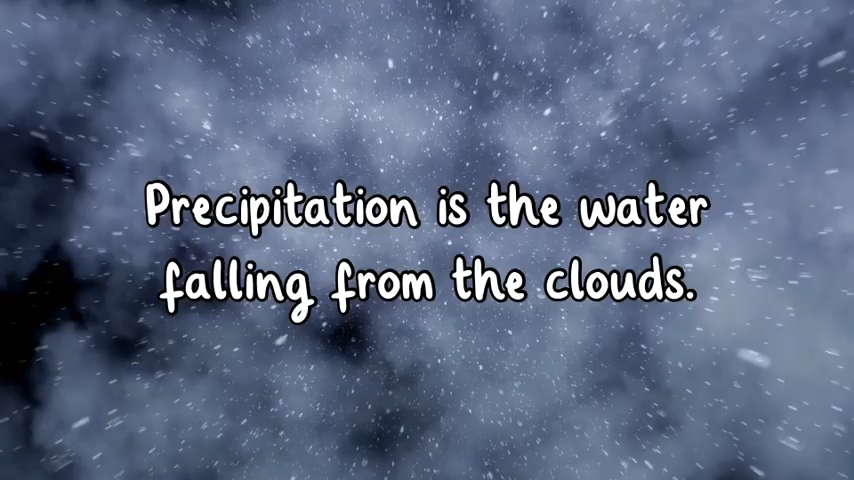 Precipitation is the water
falling from the clouds.